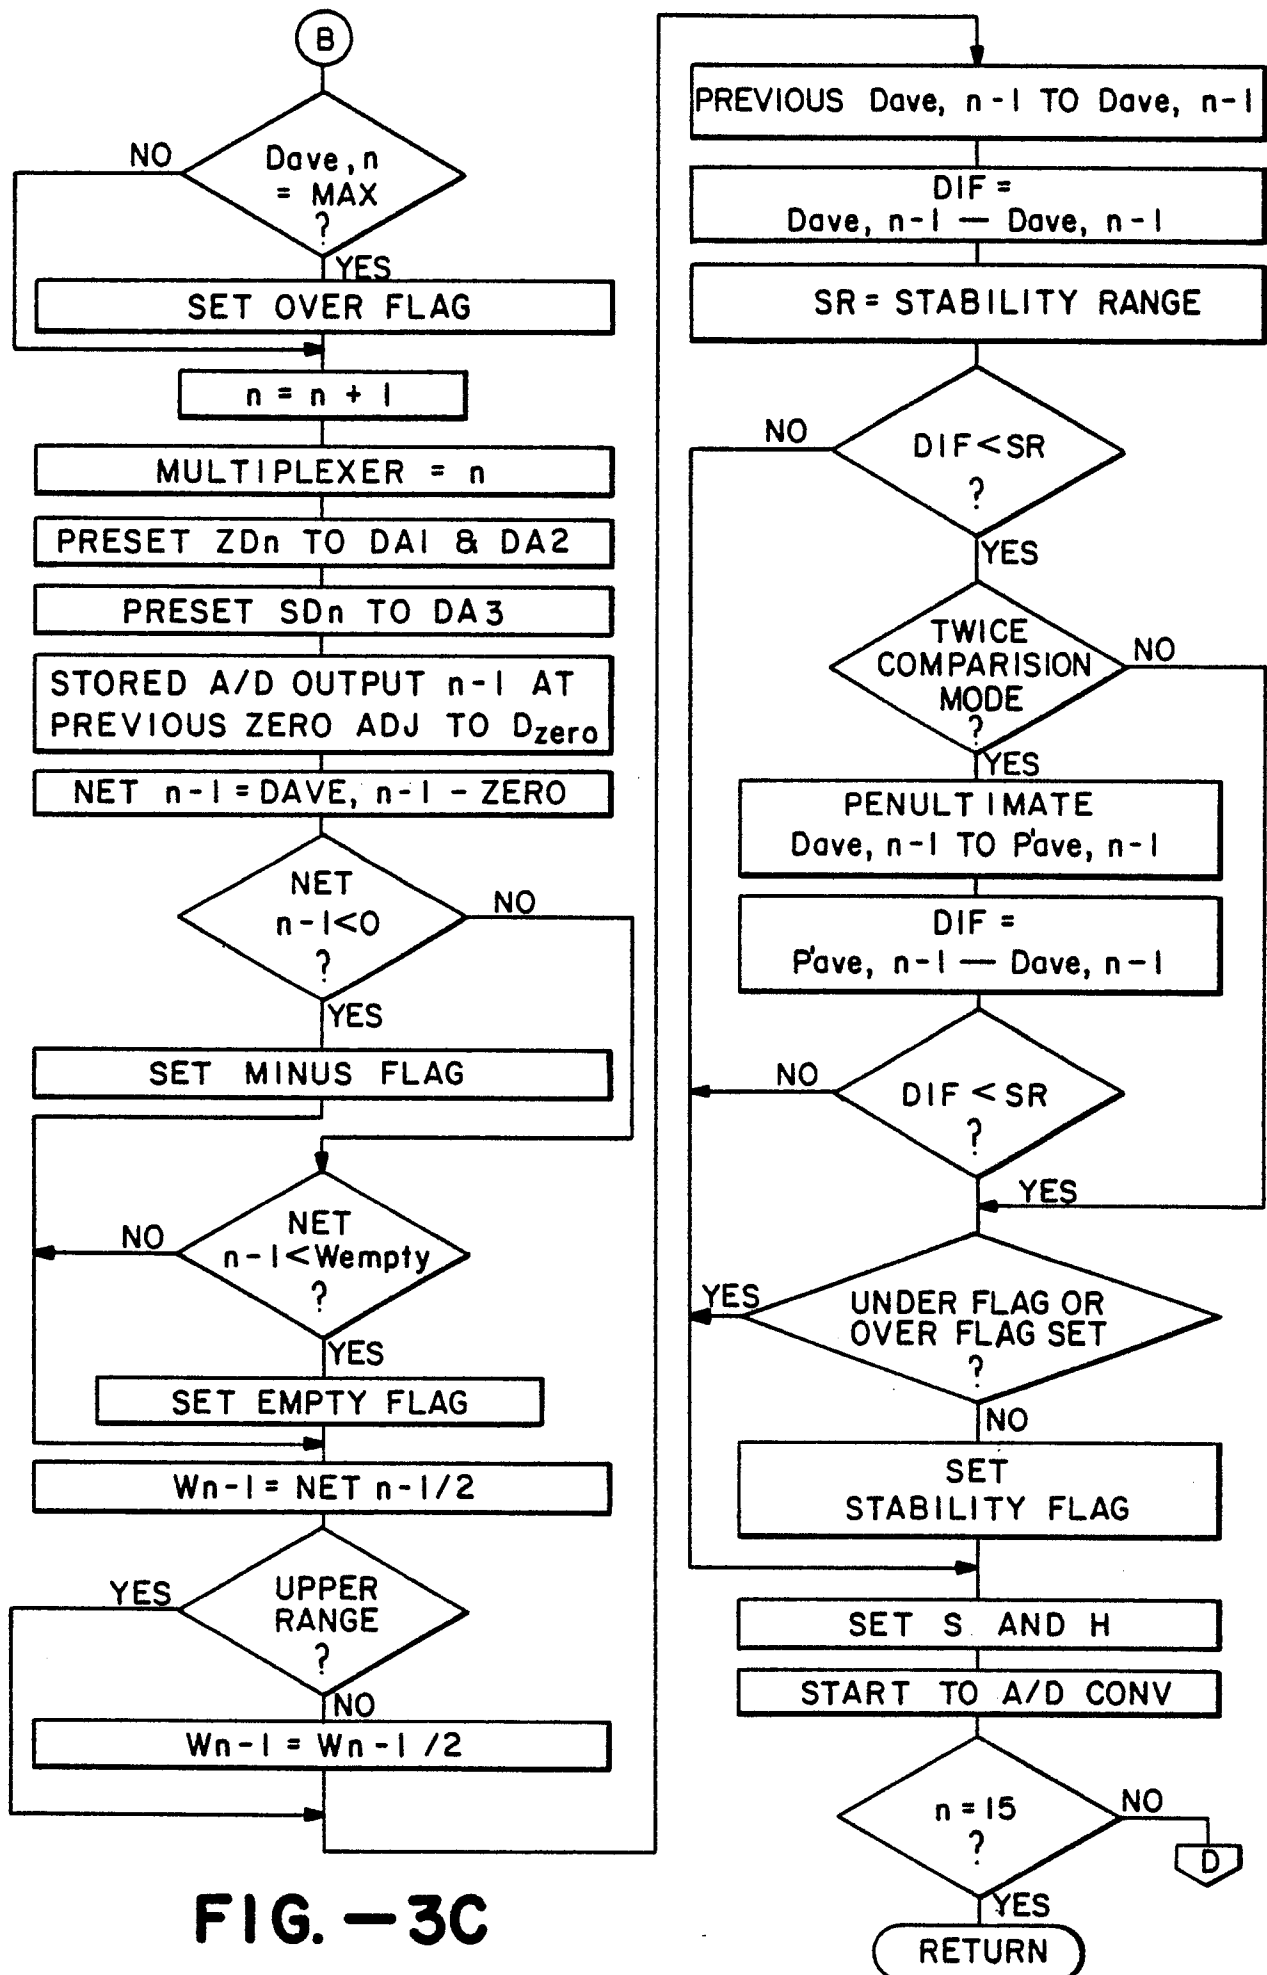 B
Dave, n
= MAX
?
NO
YES
SET OVER FLAG
n = n + 1
MULTIPLEXER = n
PRESET ZDn TO DA1 & DA2
PRESET SDn TO DA3
STORED A/D OUTPUT n-1 AT
PREVIOUS ZERO ADJ TO Dzero
NET n-1 = DAVE, n-1 - ZERO
NET
n-1<0
?
NO
YES
SET MINUS FLAG
NET
n-1<Wempty
?
NO
YES
SET EMPTY FLAG
Wn-1 = NET n-1/2
UPPER
RANGE
?
YES
NO
Wn-1 = Wn-1/2
PREVIOUS Dave, n-1 TO Dave, n-1
DIF =
Dave, n-1 — Dave, n-1
SR = STABILITY RANGE
DIF<SR
?
NO
YES
TWICE
COMPARISION
MODE
?
NO
YES
PENULTIMATE
Dave, n-1 TO P'ave, n-1
DIF =
P'ave, n-1 — Dave, n-1
DIF<SR
?
NO
YES
UNDER FLAG OR
OVER FLAG SET
?
YES
NO
SET
STABILITY FLAG
SET S AND H
START TO A/D CONV
n = 15
?
NO
D
YES
RETURN
FIG.—3C